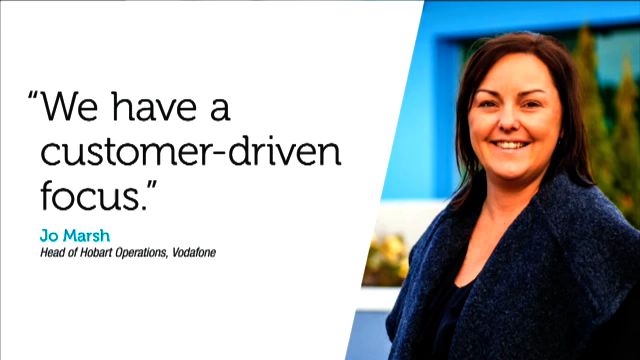 “We have a
customer-driven
focus.”
Jo Marsh
Head of Hobart Operations, Vodafone